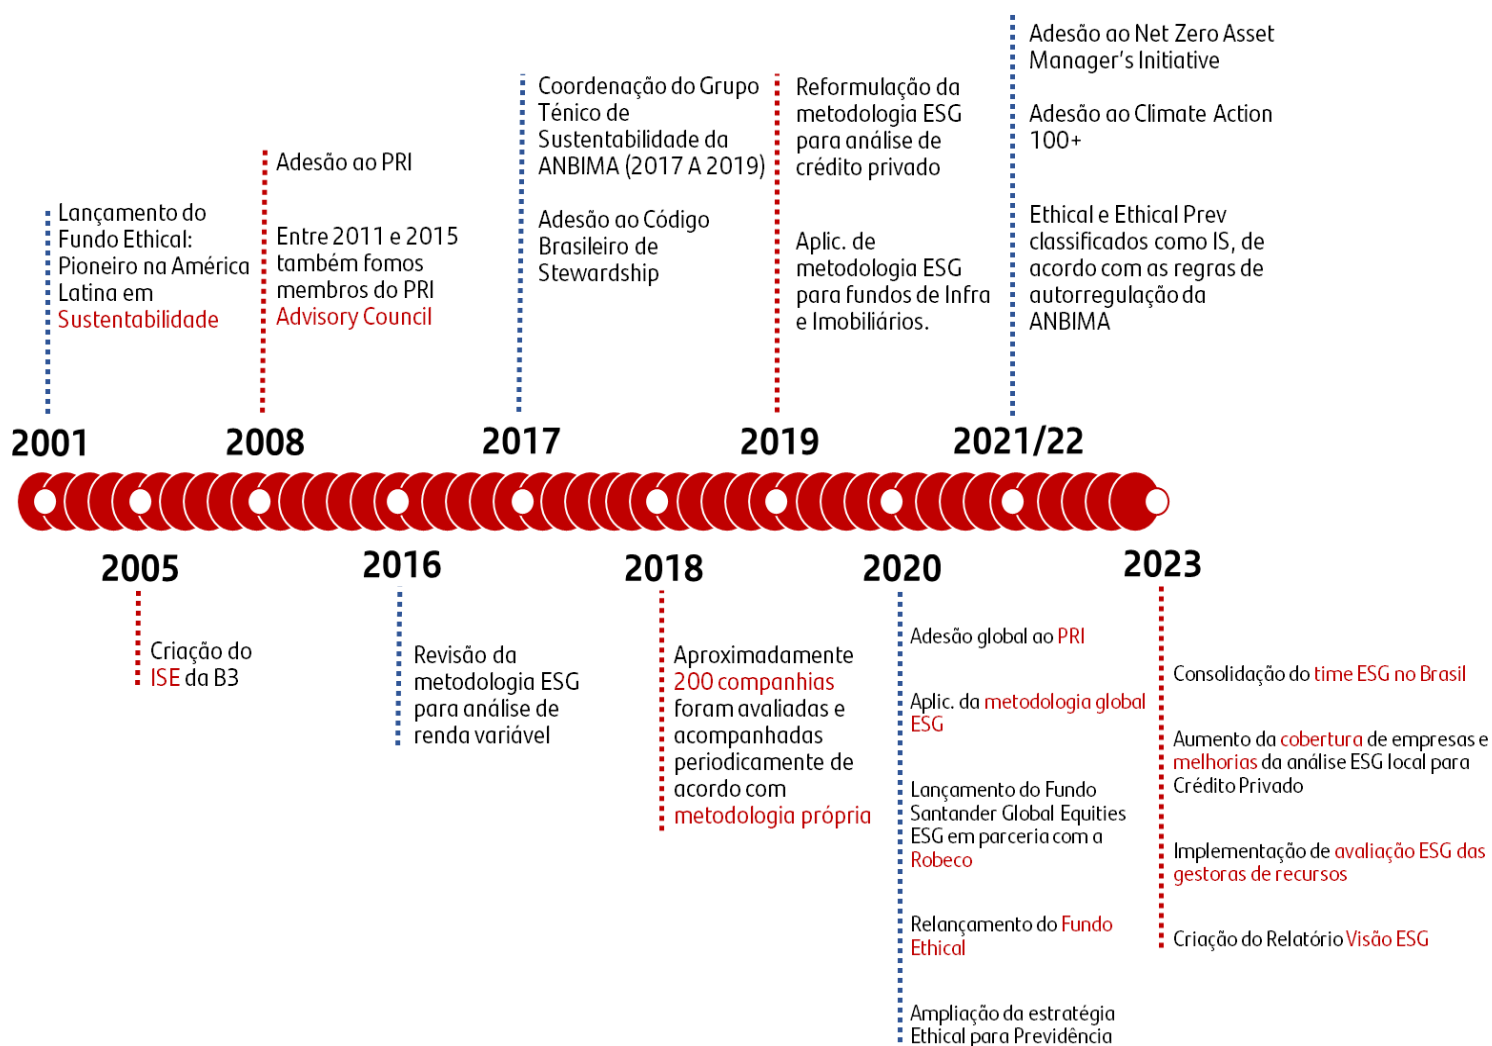 2001
Lançamento do
Fundo Ethical:
Pioneiro na América
Latina em
Sustentabilidade
2005
Criação do
ISE da B3
2008
Adesão ao PRI
Entre 2011 e 2015
também fomos
membros do PRI
Advisory Council
2016
Revisão da
metodologia ESG
para análise de
renda variável
2017
Coordenação do Grupo
Ténico de
Sustentabilidade da
ANBIMA (2017 A 2019)
Adesão ao Código
Brasileiro de
Stewardship
2018
Aproximadamente
200 companhias
foram avaliadas e
acompanhadas
periodicamente de
acordo com
metodologia própria
2019
Reformulação da
metodologia ESG
para análise de
crédito privado
Aplic. de
metodologia ESG
para fundos de Infra
e Imobiliários.
2020
Adesão global ao PRI
Aplic. da metodologia global
ESG
Lançamento do Fundo
Santander Global Equities
ESG em parceria com a
Robeco
Relançamento do Fundo
Ethical
Ampliação da estratégia
Ethical para Previdência
2021/22
Adesão ao Net Zero Asset
Manager’s Initiative
Adesão ao Climate Action
100+
Ethical e Ethical Prev
classificados como IS, de
acordo com as regras de
autorregulação da
ANBIMA
2023
Consolidação do time ESG no Brasil
Aumento da cobertura de empresas e
melhorias da análise ESG local para
Crédito Privado
Implementação de avaliação ESG das
gestoras de recursos
Criação do Relatório Visão ESG